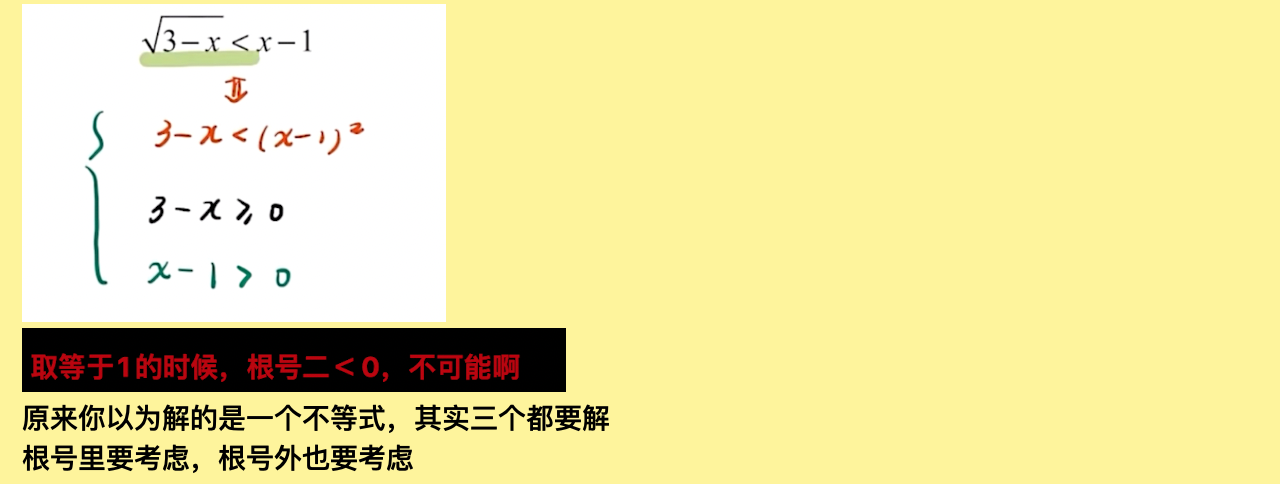 √3-x < x-1
⇓
3-x<(x-1)²
3-x⩾0
x-1>0
取等于1的时候，根号二＜0，不可能啊
原来你以为解的是一个不等式，其实三个都要解
根号里要考虑，根号外也要考虑